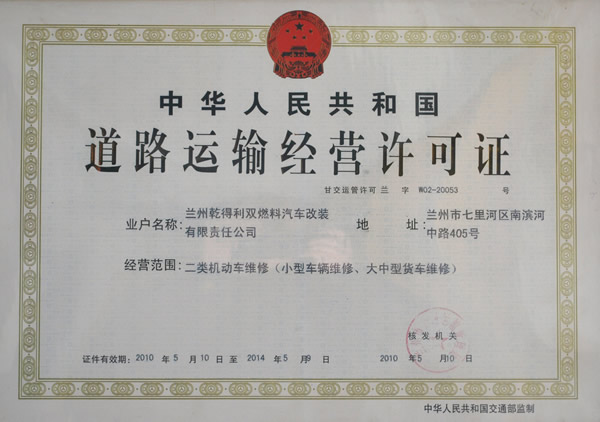 中华人民共和国
道路运输经营许可证
甘交运管许可 兰 字 W02-20053 号
业户名称: 兰州乾得利双燃料汽车改装
有限责任公司
地 址: 兰州市七里河区南滨河
中路405号
经营范围: 二类机动车维修（小型车辆维修、大中型货车维修）
核发机关
证件有效期: 2010 年 5 月 10 日 至 2014 年 5 月 9 日
2010 年 5 月 10 日
中华人民共和国交通部监制